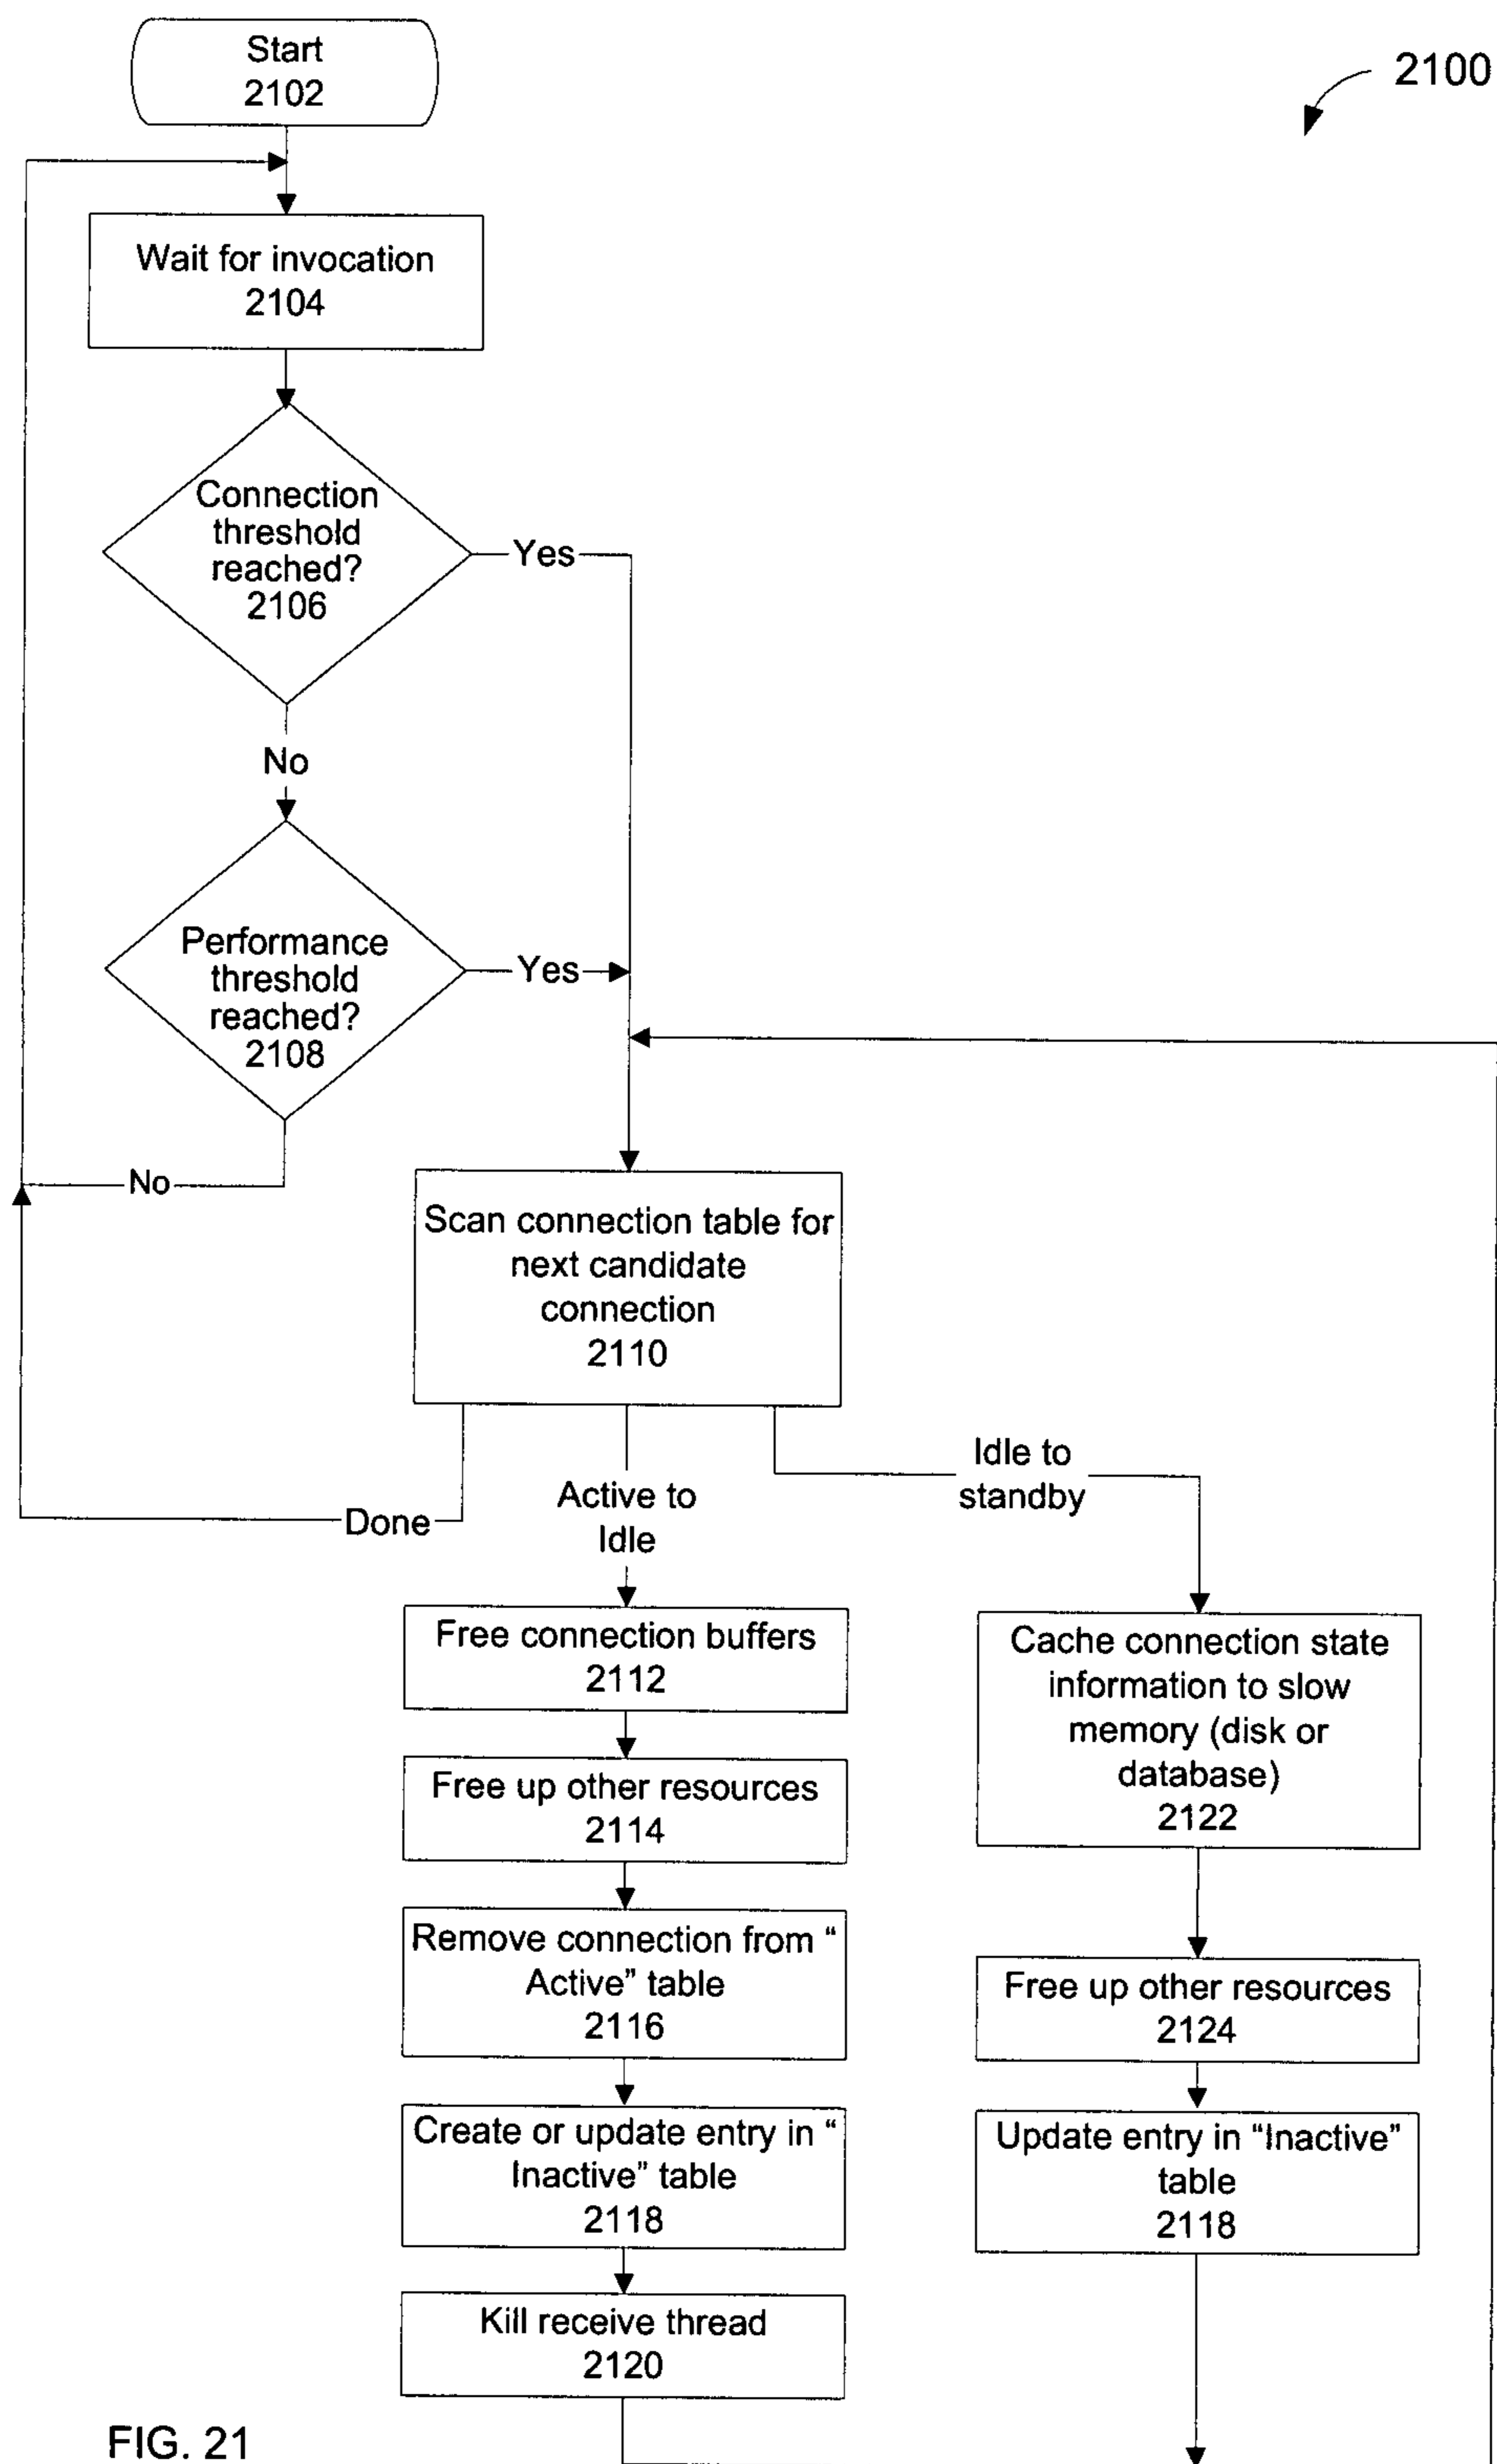 Start
2102
2100
Wait for invocation
2104
Connection
threshold
reached?
2106
Yes
No
Performance
threshold
reached?
2108
Yes
No
Scan connection table for
next candidate
connection
2110
Done
Active to
Idle
Idle to
standby
Free connection buffers
2112
Free up other resources
2114
Remove connection from “
Active” table
2116
Create or update entry in “
Inactive” table
2118
Kill receive thread
2120
Cache connection state
information to slow
memory (disk or
database)
2122
Free up other resources
2124
Update entry in “Inactive”
table
2118
FIG. 21